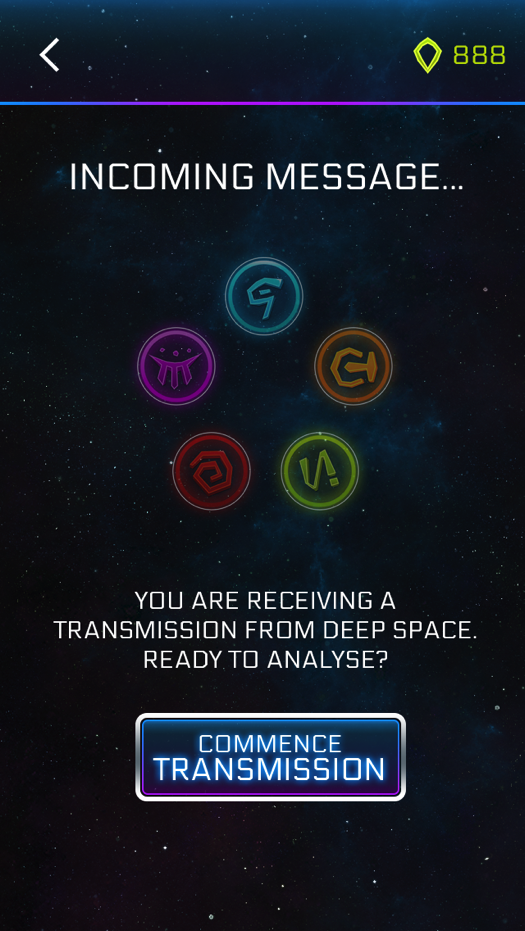 888
INCOMING MESSAGE...
YOU ARE RECEIVING A
TRANSMISSION FROM DEEP SPACE.
READY TO ANALYSE?
COMMENCE
TRANSMISSION